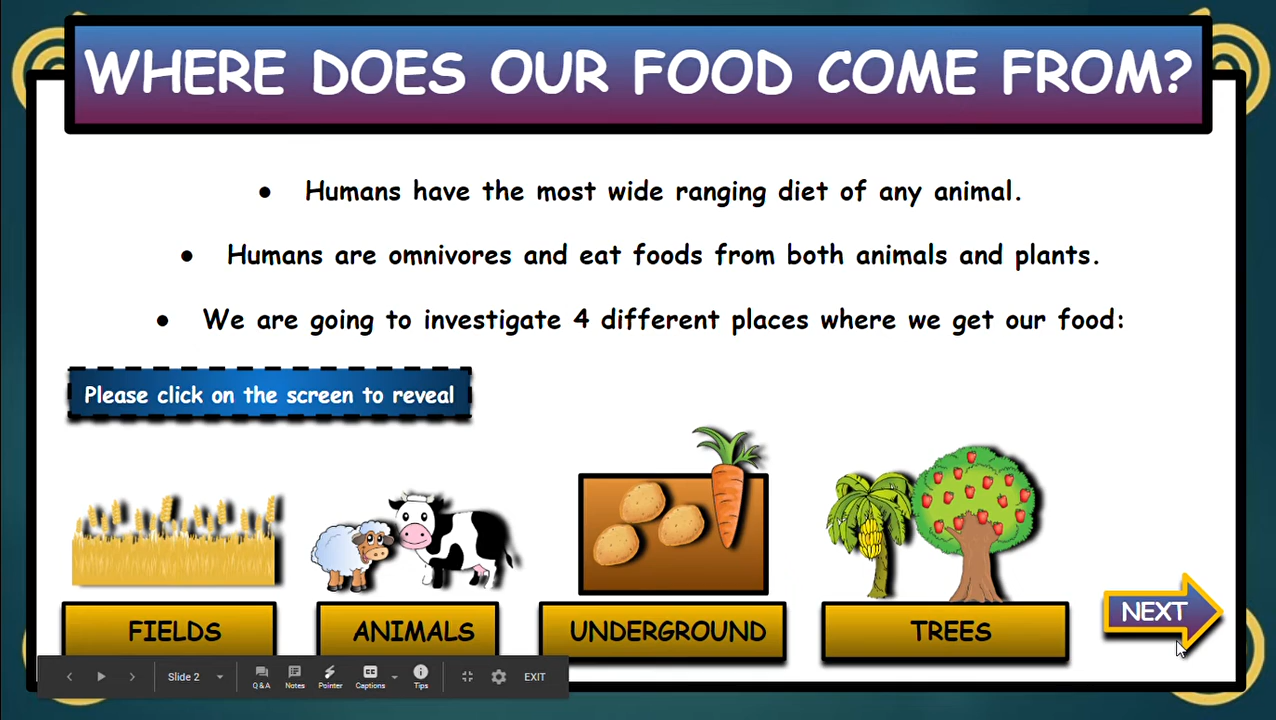 WHERE DOES OUR FOOD COME FROM?
● Humans have the most wide ranging diet of any animal.
● Humans are omnivores and eat foods from both animals and plants.
● We are going to investigate 4 different places where we get our food:
Please click on the screen to reveal
FIELDS
ANIMALS
UNDERGROUND
TREES
NEXT
Slide 2
Q&A
Notes
Pointer
Captions
Tips
EXIT